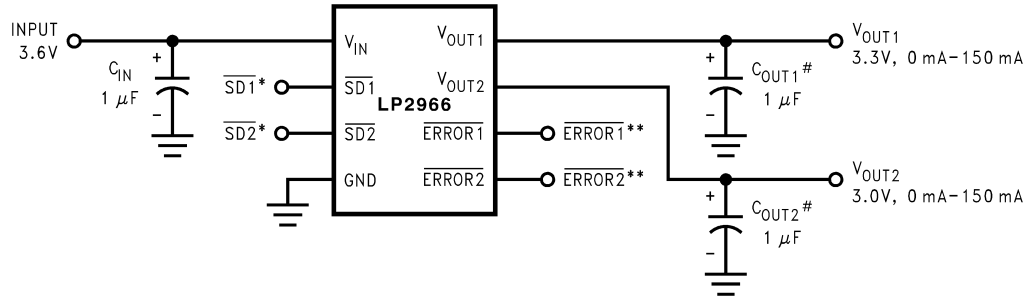 INPUT
3.6V
+
C_IN
1 μF
−
SD1*
SD2*
V_IN
SD1
SD2
GND
LP2966
V_OUT1
V_OUT2
ERROR1
ERROR2
ERROR1**
ERROR2**
+
C_OUT1#
1 μF
−
V_OUT1
3.3V, 0 mA−150 mA
+
C_OUT2#
1 μF
−
V_OUT2
3.0V, 0 mA−150 mA